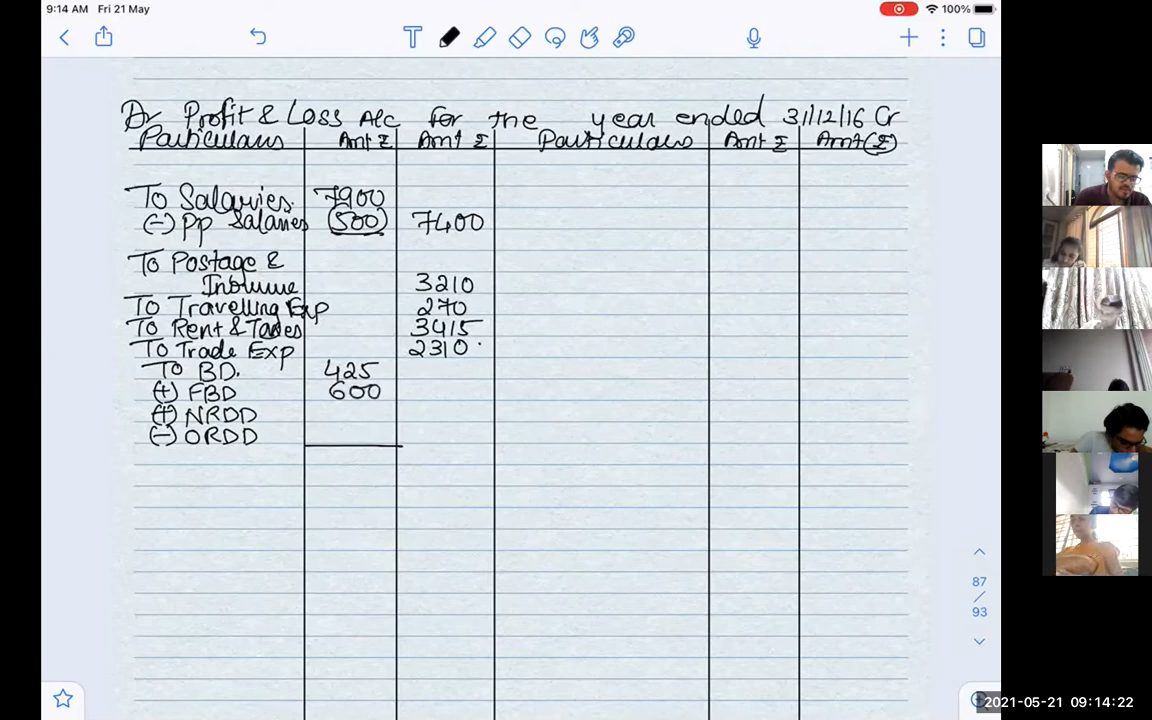 9:14 AM Fri 21 May 100%
Dr Profit & Loss A/c for the year ended 31/12/16 Cr
Particulars Amt ₹ Amt ₹ Particulars Amt ₹ Amt (₹)
To Salaries 7900
(-) Pp Salaries (500) 7400
To Postage &
3210
To Travelling Exp 270
To Rent & Taxes 3415
To Trade Exp 2310
To BD. 425
(+) FBD 600
(+) NRDD
(-) ORDD
87
/
93
2021-05-21 09:14:22